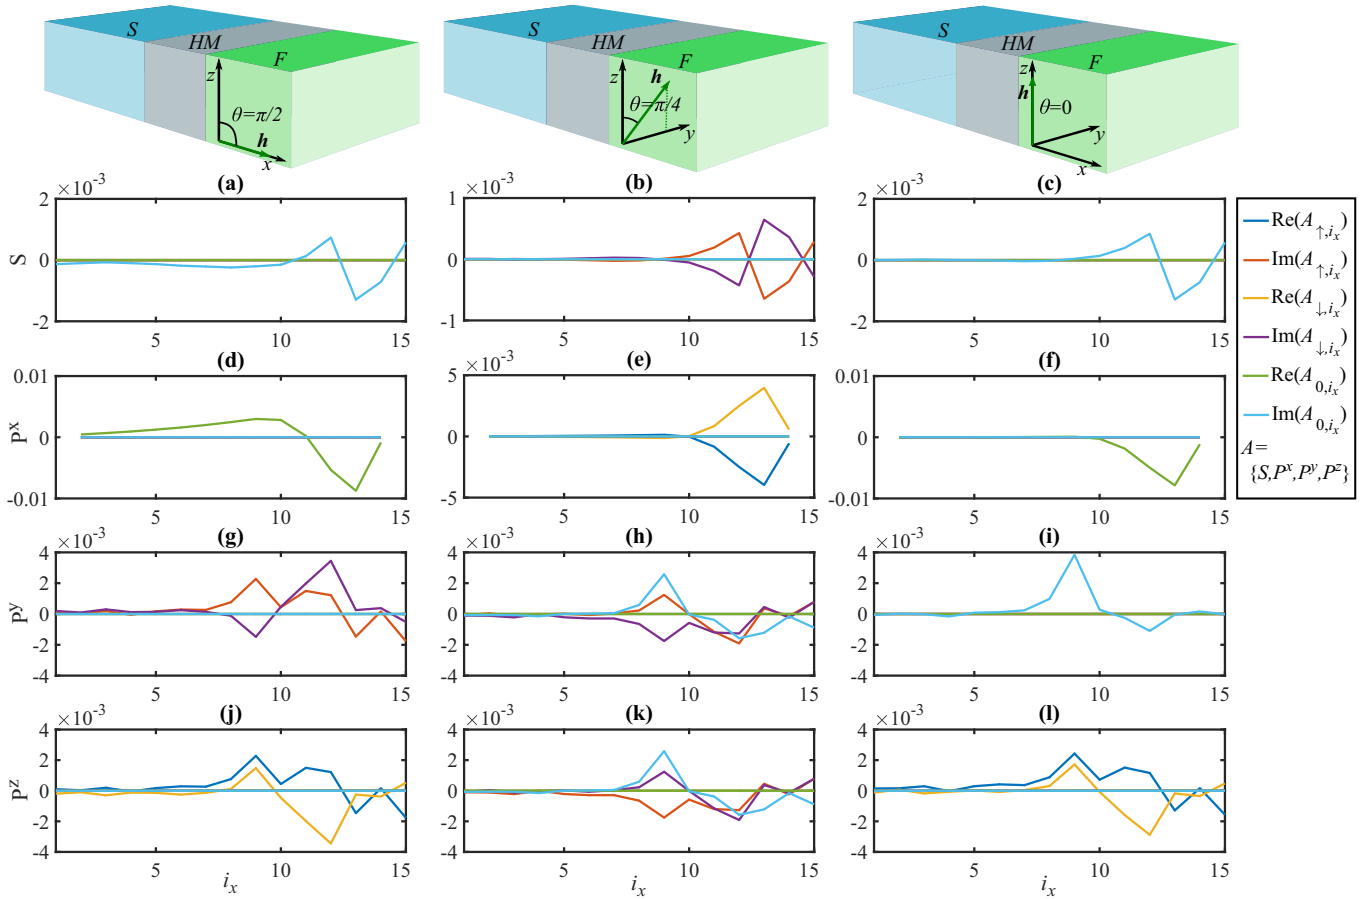 S HM F z θ=π/2 h x
S HM F z h θ=π/4 y
S HM F z h θ=0 y x
(a) (b) (c)
×10⁻³ ×10⁻³ ×10⁻³
S 2 0 -2 5 10 15
1 0 -1 5 10 15
2 0 -2 5 10 15
(d) (e) (f)
Pˣ 0.01 0 -0.01 5 10 15
×10⁻³ 5 0 -5 5 10 15
0.01 0 -0.01 5 10 15
(g) (h) (i)
×10⁻³ ×10⁻³ ×10⁻³
Pʸ 4 2 0 -2 -4 5 10 15
4 2 0 -2 -4 5 10 15
4 2 0 -2 -4 5 10 15
(j) (k) (l)
×10⁻³ ×10⁻³ ×10⁻³
Pᶻ 4 2 0 -2 -4 5 10 15
4 2 0 -2 -4 5 10 15
4 2 0 -2 -4 5 10 15
iₓ iₓ iₓ
Re(A↑,iₓ)
Im(A↑,iₓ)
Re(A↓,iₓ)
Im(A↓,iₓ)
Re(A₀,iₓ)
Im(A₀,iₓ)
A=
{S,Pˣ,Pʸ,Pᶻ}